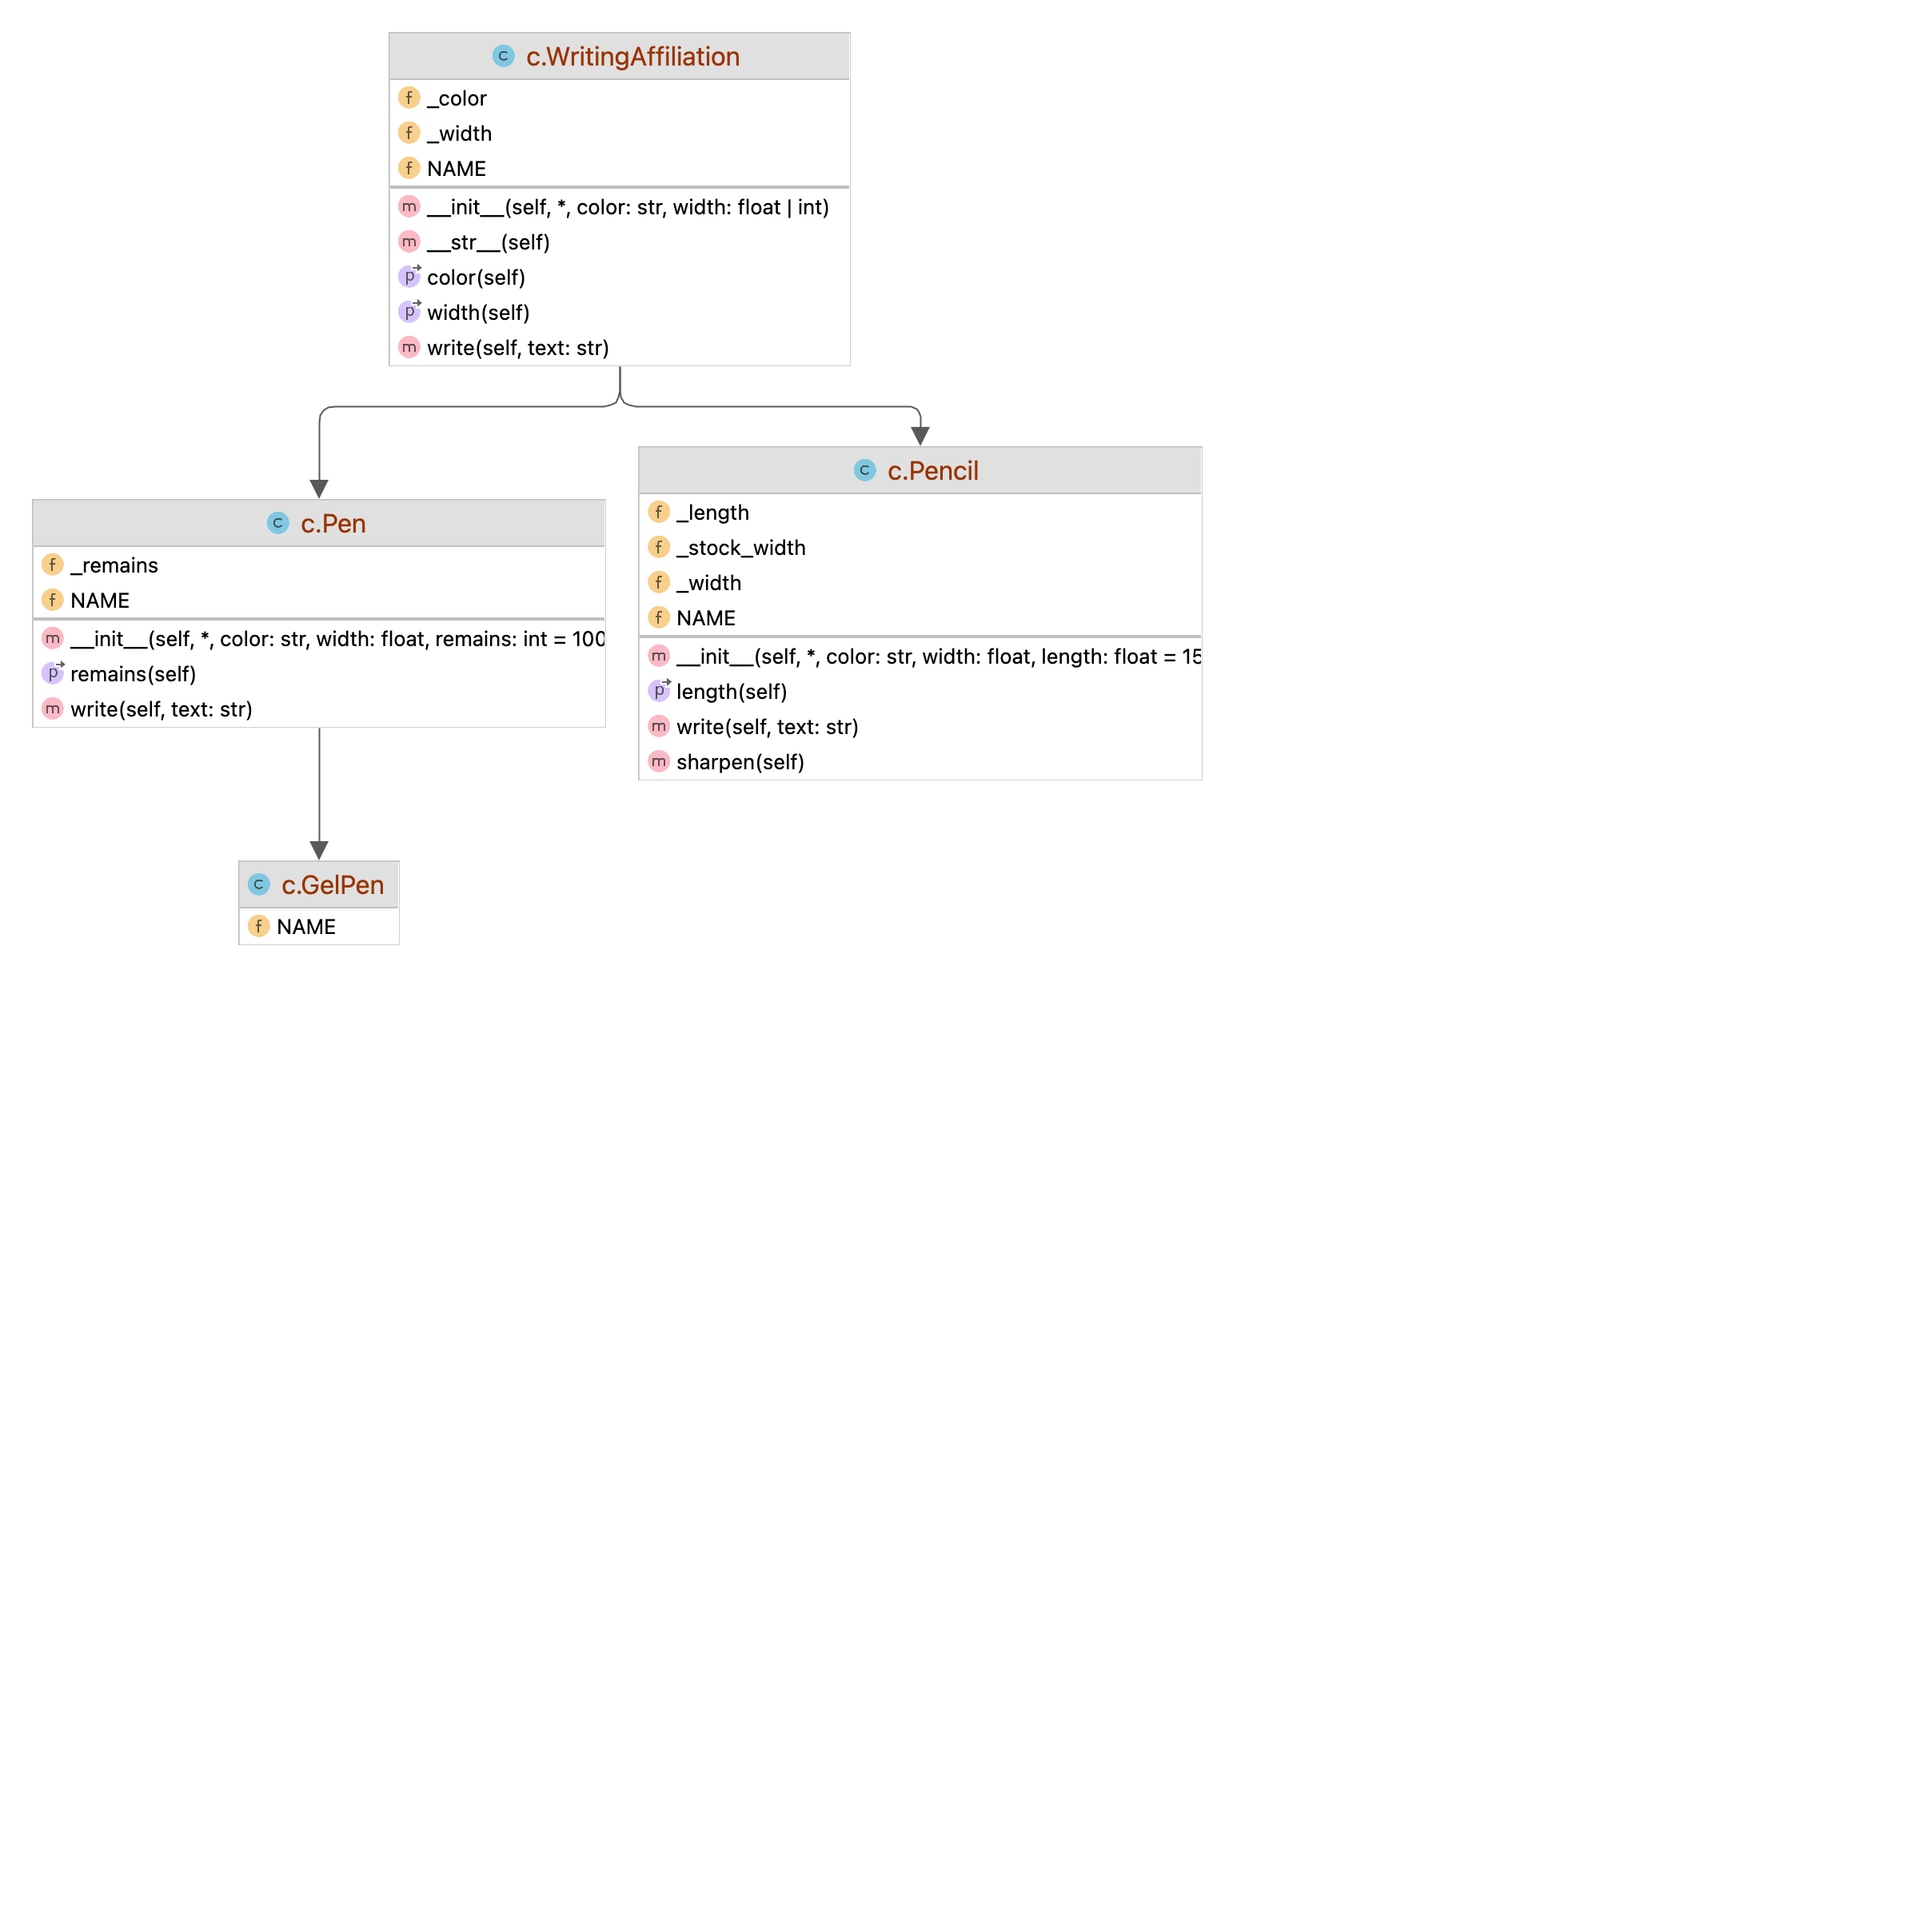 c.WritingAffiliation
_color
_width
NAME
__init__(self, *, color: str, width: float | int)
__str__(self)
color(self)
width(self)
write(self, text: str)
c.Pen
_remains
NAME
__init__(self, *, color: str, width: float, remains: int = 100
remains(self)
write(self, text: str)
c.Pencil
_length
_stock_width
_width
NAME
__init__(self, *, color: str, width: float, length: float = 15
length(self)
write(self, text: str)
sharpen(self)
c.GelPen
NAME